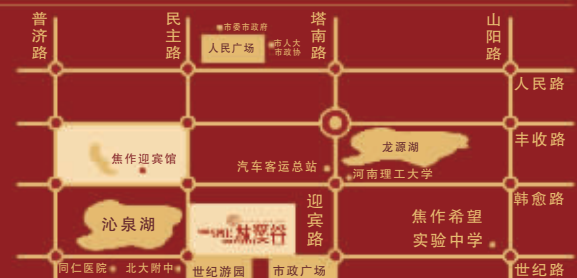 普济路
民主路
塔南路
山阳路
市委市政府
人民广场
市人大
市政协
人民路
丰收路
龙源湖
焦作迎宾馆
汽车客运总站
河南理工大学
韩愈路
迎宾路
沁泉湖
林溪谷
焦作希望
实验中学
同仁医院
北大附中
世纪游园
市政广场
世纪路